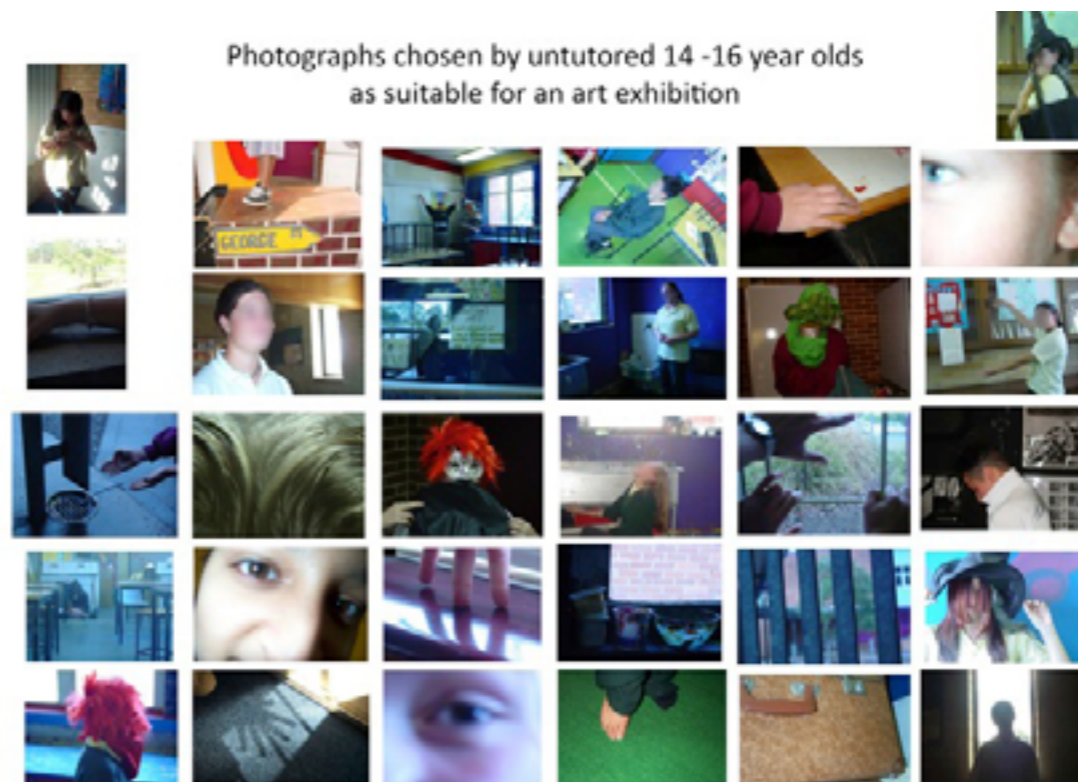 Photographs chosen by untutored 14 -16 year olds
as suitable for an art exhibition
GEORGE